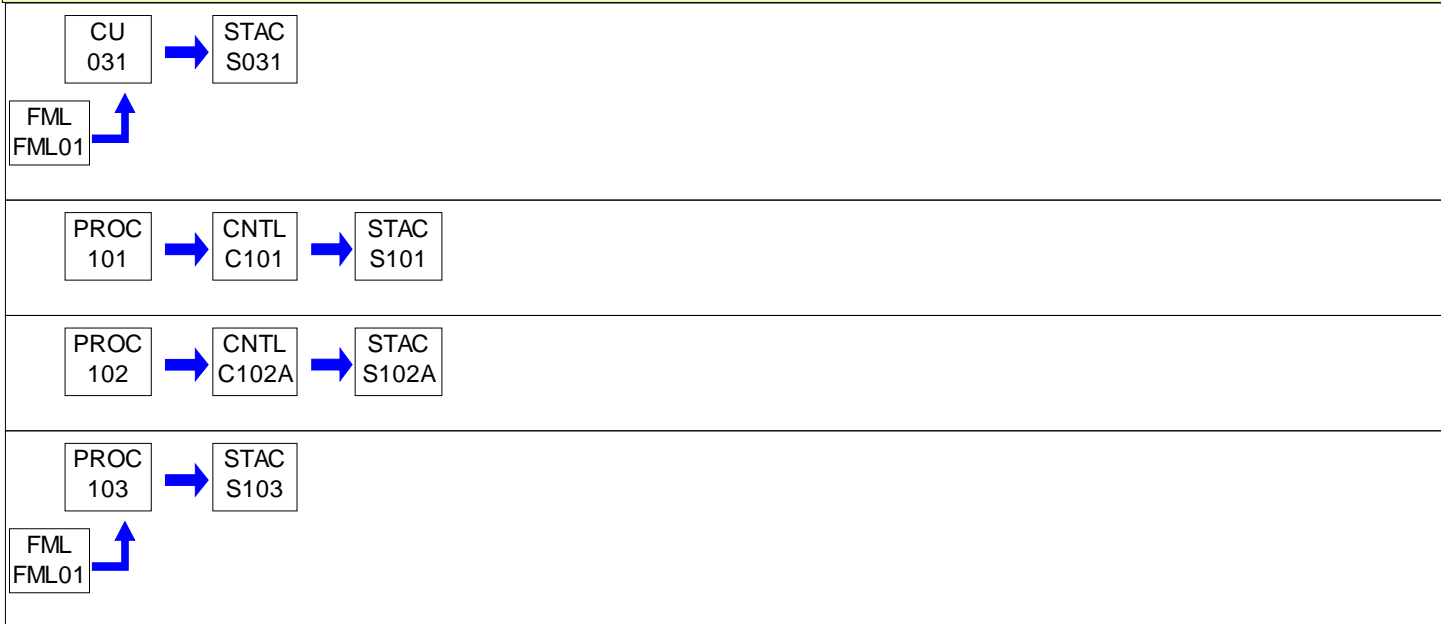 CU
031
STAC
S031
FML
FML01
PROC
101
CNTL
C101
STAC
S101
PROC
102
CNTL
C102A
STAC
S102A
PROC
103
STAC
S103
FML
FML01